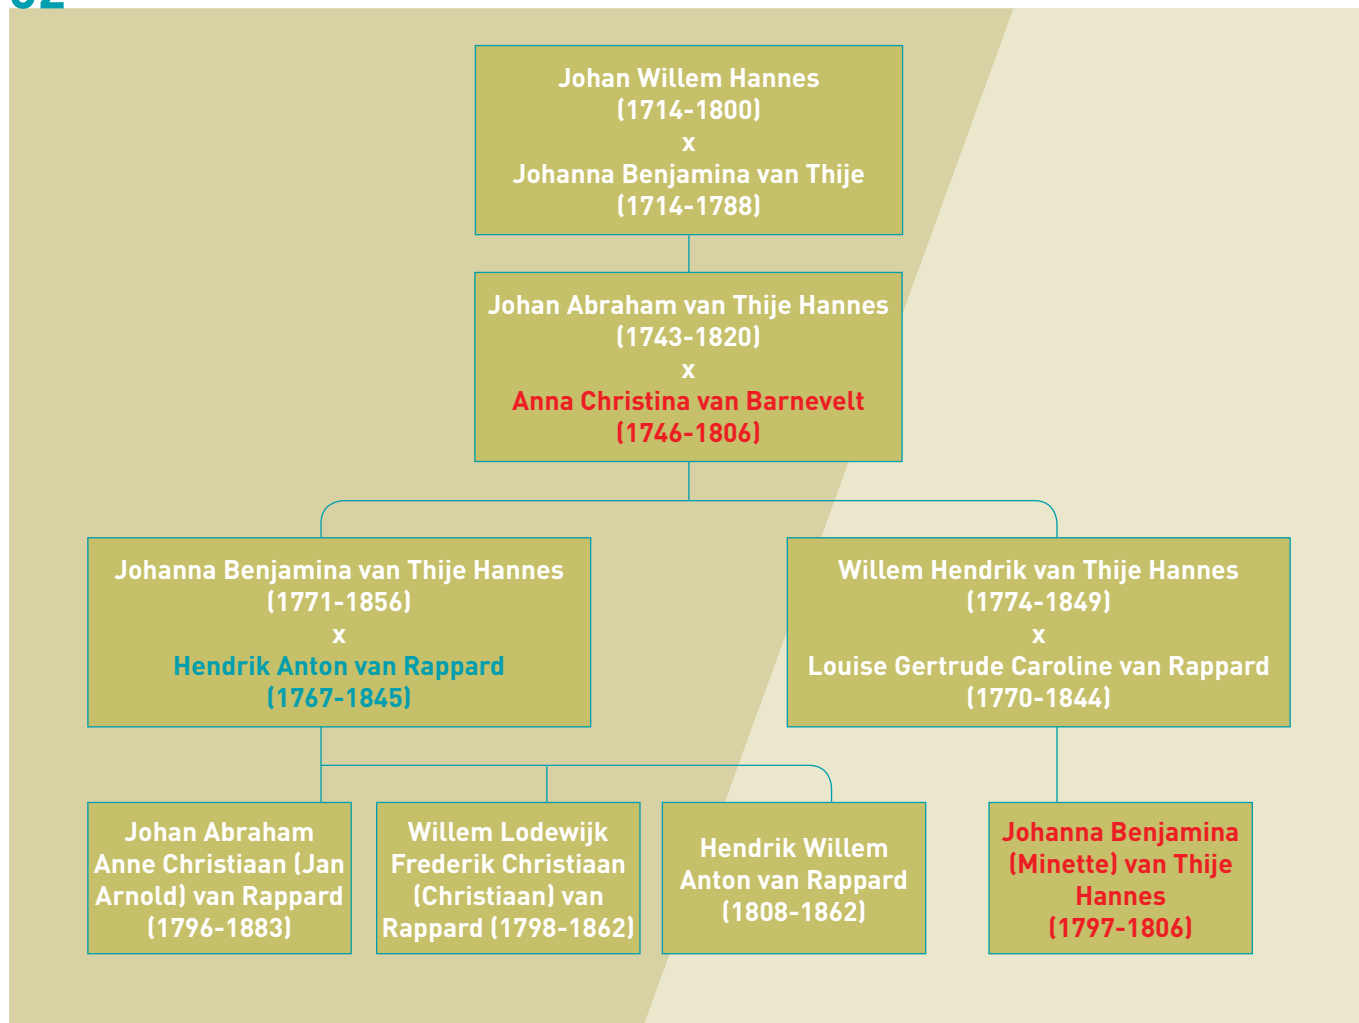 Johan Willem Hannes
(1714-1800)
x
Johanna Benjamina van Thije
(1714-1788)
Johan Abraham van Thije Hannes
(1743-1820)
x
Anna Christina van Barnevelt
(1746-1806)
Johanna Benjamina van Thije Hannes
(1771-1856)
x
Hendrik Anton van Rappard
(1767-1845)
Willem Hendrik van Thije Hannes
(1774-1849)
x
Louise Gertrude Caroline van Rappard
(1770-1844)
Johan Abraham
Anne Christiaan (Jan
Arnold) van Rappard
(1796-1883)
Willem Lodewijk
Frederik Christiaan
(Christiaan) van
Rappard (1798-1862)
Hendrik Willem
Anton van Rappard
(1808-1862)
Johanna Benjamina
(Minette) van Thije
Hannes
(1797-1806)